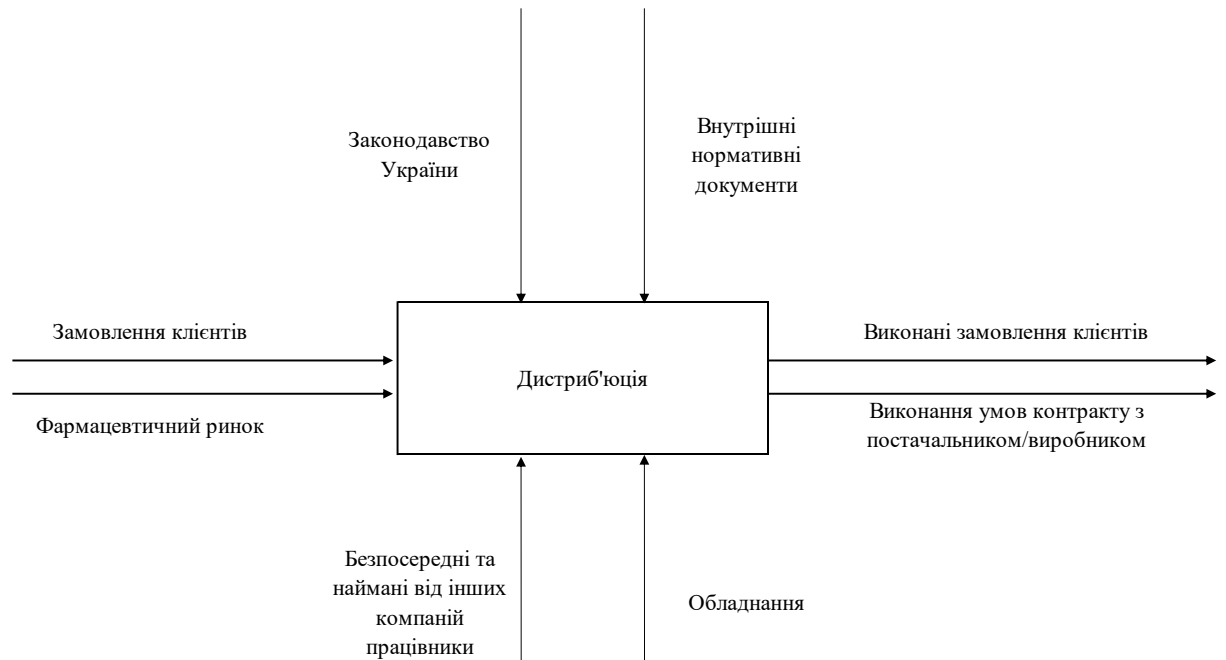 Законодавство
України
Внутрішні
нормативні
документи
Замовлення клієнтів
Фармацевтичний ринок
Дистриб'юція
Виконані замовлення клієнтів
Виконання умов контракту з
постачальником/виробником
Безпосередні та
наймані від інших
компаній
працівники
Обладнання